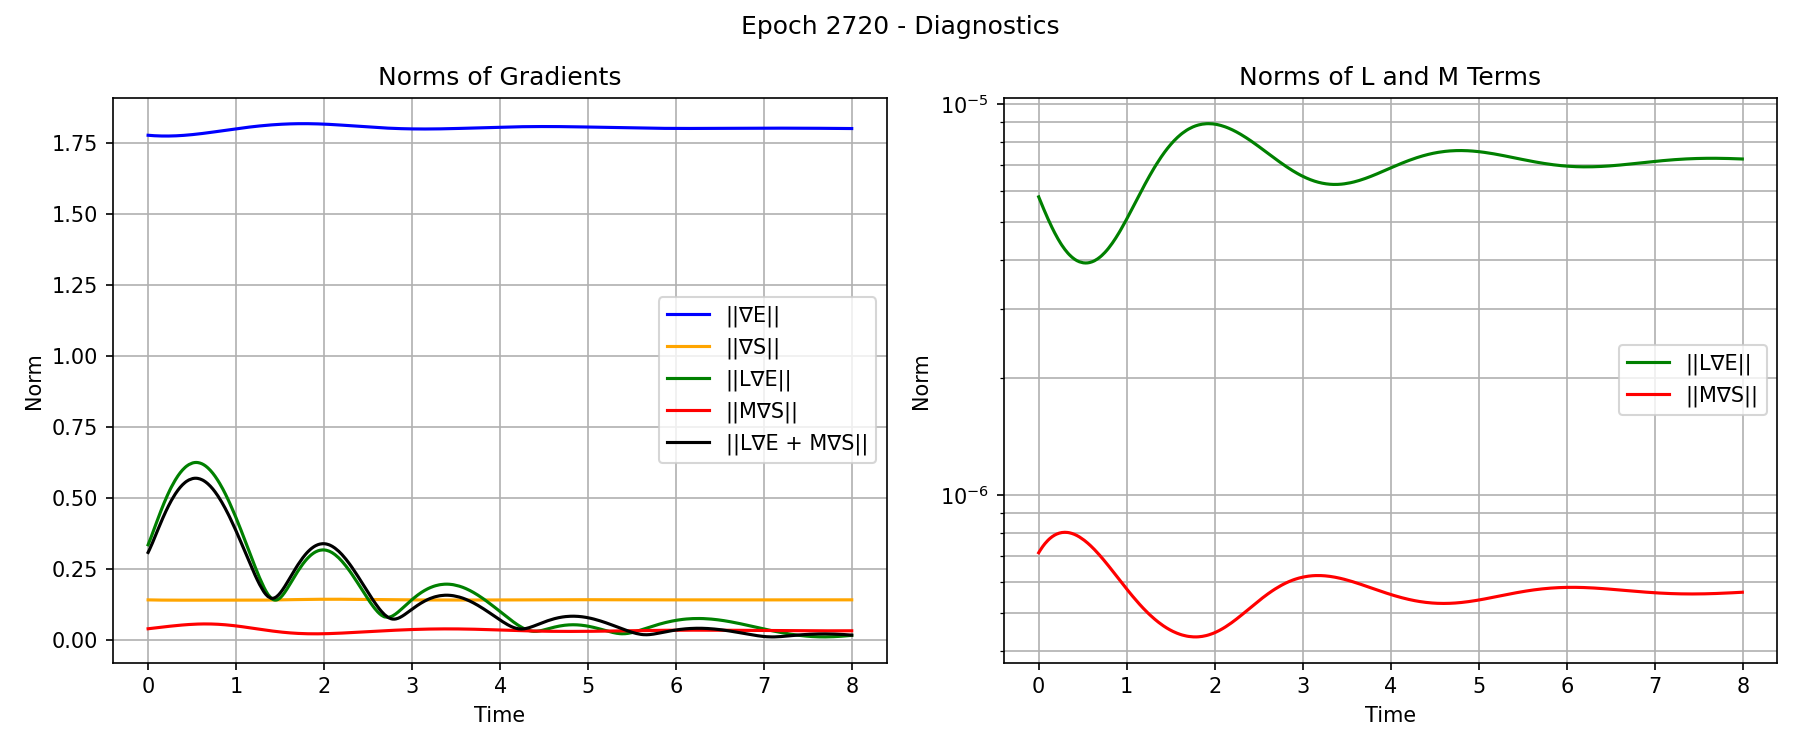 Epoch 2720 - Diagnostics
Norms of Gradients
Norm
1.75
1.50
1.25
1.00
0.75
0.50
0.25
0.00
||∇E||
||∇S||
||L∇E||
||M∇S||
||L∇E + M∇S||
0 1 2 3 4 5 6 7 8
Time
Norms of L and M Terms
Norm
10⁻⁵
10⁻⁶
||L∇E||
||M∇S||
0 1 2 3 4 5 6 7 8
Time